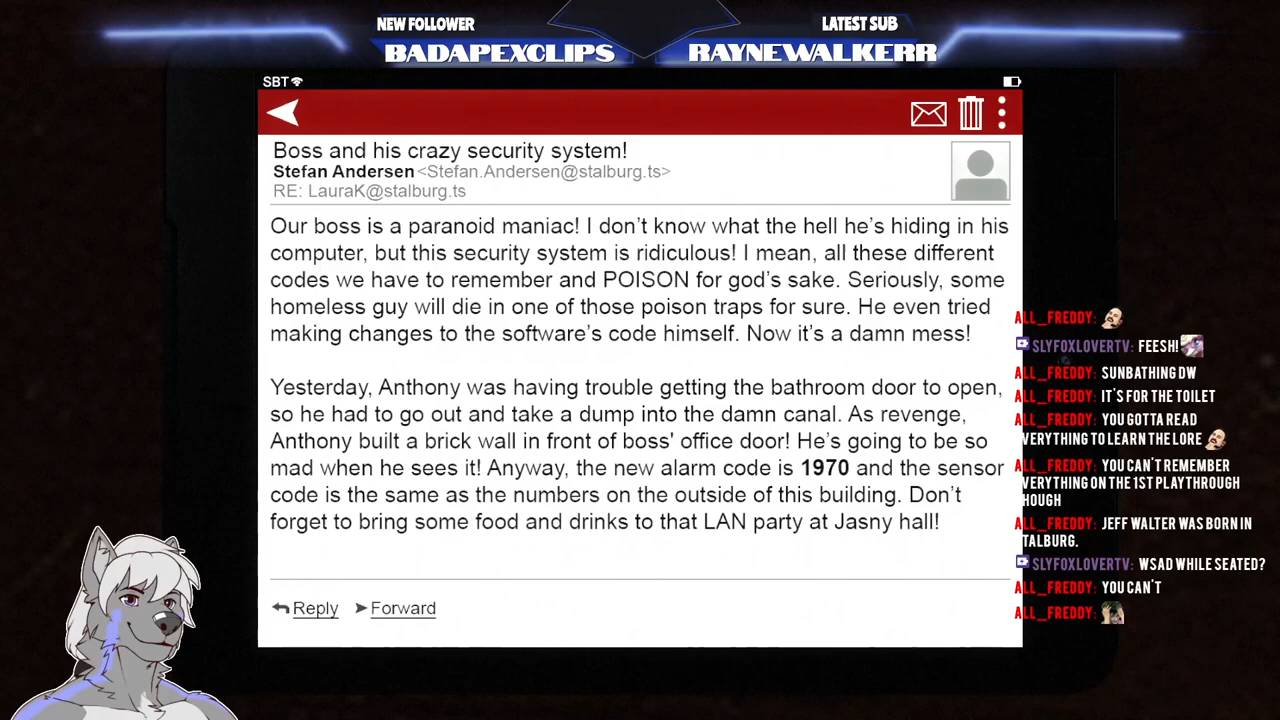 NEW FOLLOWER
LATEST SUB
BADAPEXCLIPS
RAYNEWALKERR
SBT
Boss and his crazy security system!
Stefan Andersen <Stefan.Andersen@stalburg.ts>
RE: LauraK@stalburg.ts
Our boss is a paranoid maniac! I don't know what the hell he's hiding in his
computer, but this security system is ridiculous! I mean, all these different
codes we have to remember and POISON for god's sake. Seriously, some
homeless guy will die in one of those poison traps for sure. He even tried
making changes to the software's code himself. Now it's a damn mess!
Yesterday, Anthony was having trouble getting the bathroom door to open,
so he had to go out and take a dump into the damn canal. As revenge,
Anthony built a brick wall in front of boss' office door! He's going to be so
mad when he sees it! Anyway, the new alarm code is 1970 and the sensor
code is the same as the numbers on the outside of this building. Don't
forget to bring some food and drinks to that LAN party at Jasny hall!
Reply Forward
ALL_FREDDY:
SLYFOXLOVERTV: FEESH!
ALL_FREDDY: SUNBATHING DW
ALL_FREDDY: IT'S FOR THE TOILET
ALL_FREDDY: YOU GOTTA READ
VERYTHING TO LEARN THE LORE
ALL_FREDDY: YOU CAN'T REMEMBER
VERYTHING ON THE 1ST PLAYTHROUGH
HOUGH
ALL_FREDDY: JEFF WALTER WAS BORN IN
TALBURG.
SLYFOXLOVERTV: WSAD WHILE SEATED?
ALL_FREDDY: YOU CAN'T
ALL_FREDDY: